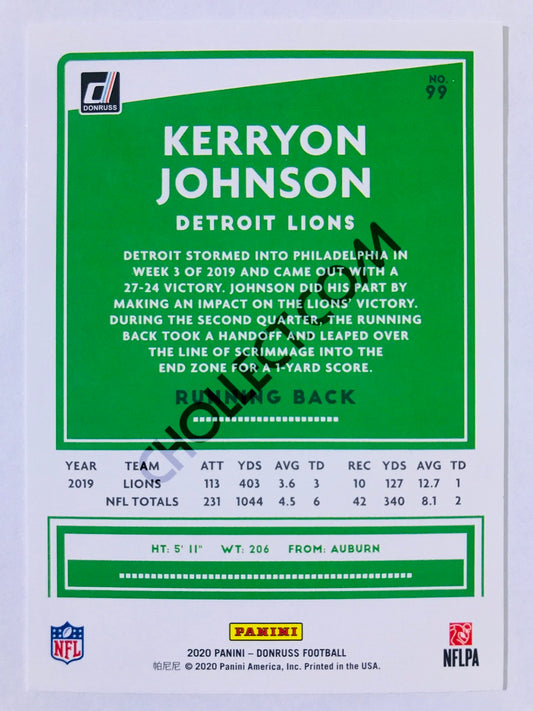 DONRUSS
NO.
99
KERRYON
JOHNSON
DETROIT LIONS
DETROIT STORMED INTO PHILADELPHIA IN
WEEK 3 OF 2019 AND CAME OUT WITH A
27-24 VICTORY. JOHNSON DID HIS PART BY
MAKING AN IMPACT ON THE LIONS' VICTORY.
DURING THE SECOND QUARTER, THE RUNNING
BACK TOOK A HANDOFF AND LEAPED OVER
THE LINE OF SCRIMMAGE INTO THE
END ZONE FOR A 1-YARD SCORE.
RUNNING BACK
CHOLLECT.COM
YEAR TEAM ATT YDS AVG TD REC YDS AVG TD
2019 LIONS 113 403 3.6 3 10 127 12.7 1
NFL TOTALS 231 1044 4.5 6 42 340 8.1 2
HT: 5' 11" WT: 206 FROM: AUBURN
NFL
PANINI
NFLPA
2020 PANINI – DONRUSS FOOTBALL
帕尼尼 © 2020 Panini America, Inc. Printed in the USA.